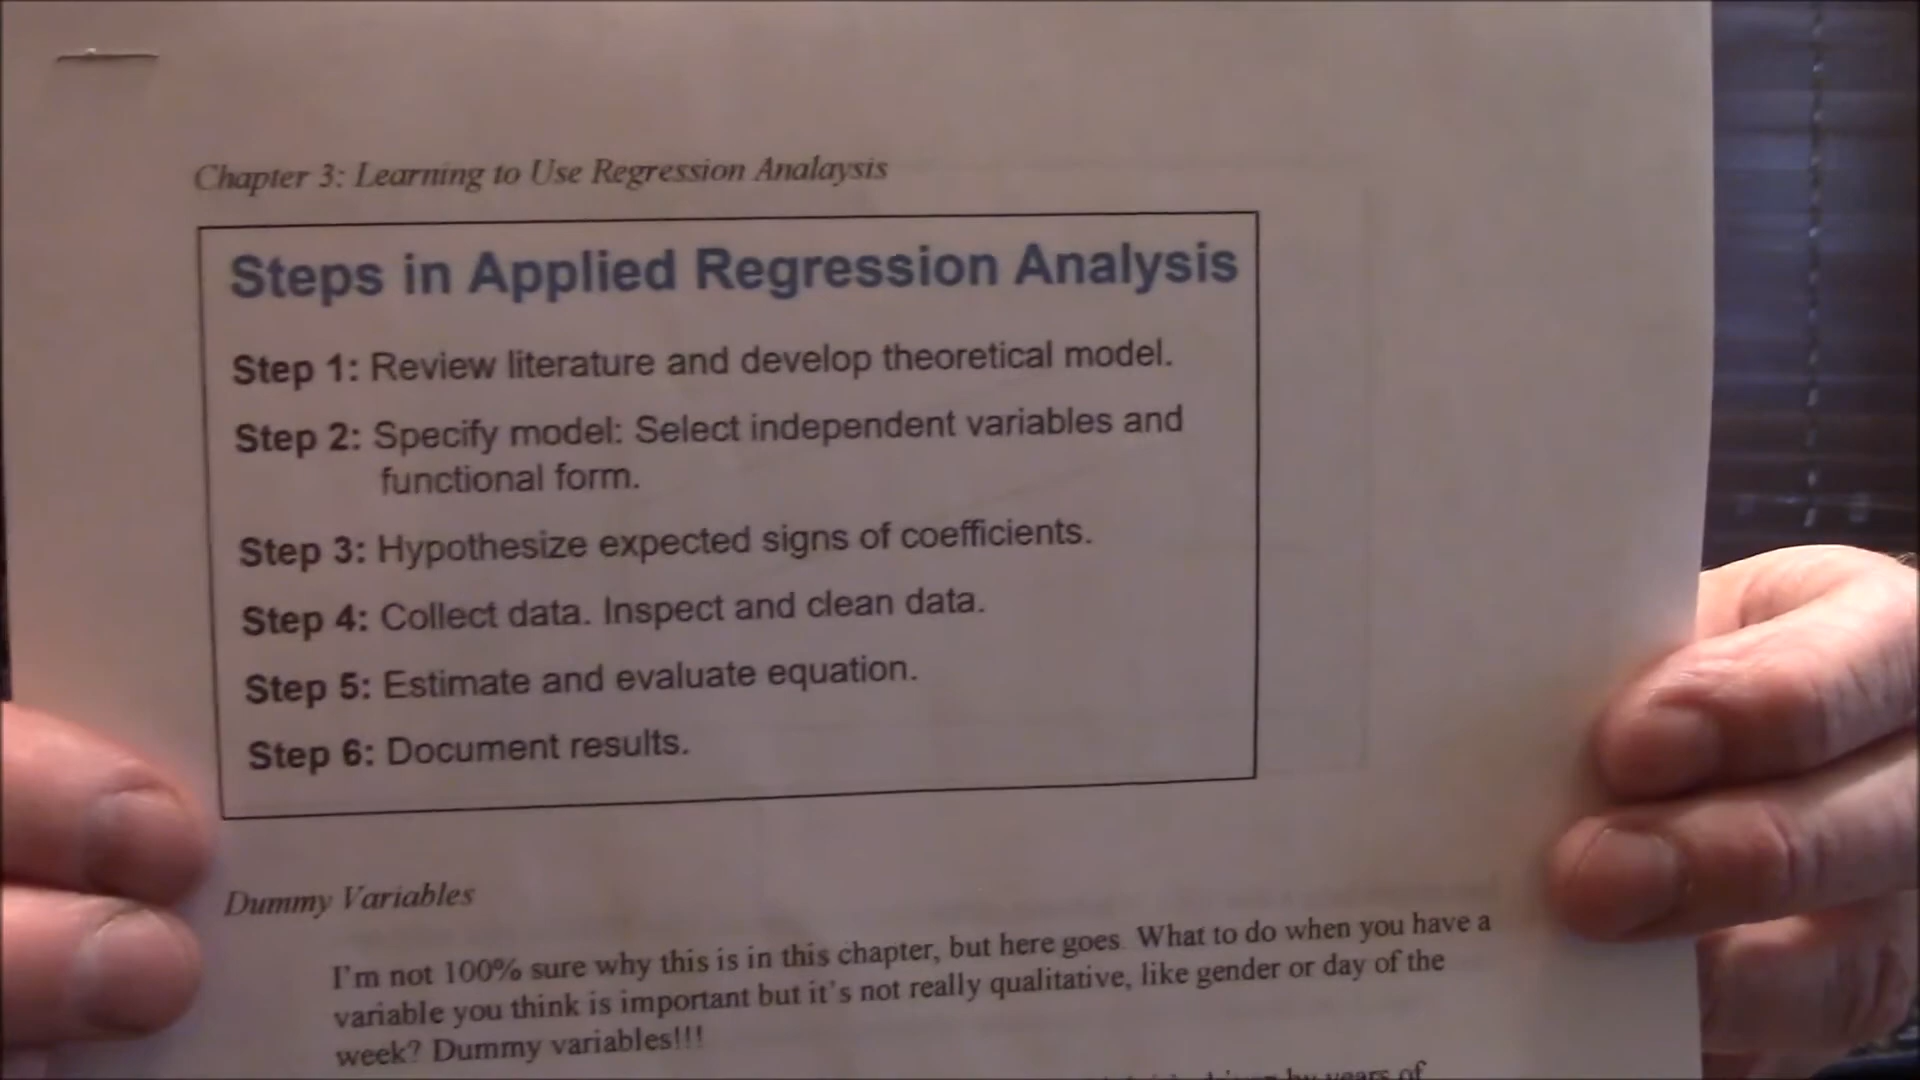 Chapter 3: Learning to Use Regression Analaysis
Steps in Applied Regression Analysis
Step 1: Review literature and develop theoretical model.
Step 2: Specify model: Select independent variables and
functional form.
Step 3: Hypothesize expected signs of coefficients.
Step 4: Collect data. Inspect and clean data.
Step 5: Estimate and evaluate equation.
Step 6: Document results.
Dummy Variables
I'm not 100% sure why this is in this chapter, but here goes. What to do when you have a
variable you think is important but it's not really qualitative, like gender or day of the
week? Dummy variables!!!
by years of